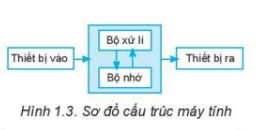 Bộ xử lí
Thiết bị vào
Thiết bị ra
Bộ nhớ
Hình 1.3. Sơ đồ cấu trúc máy tính